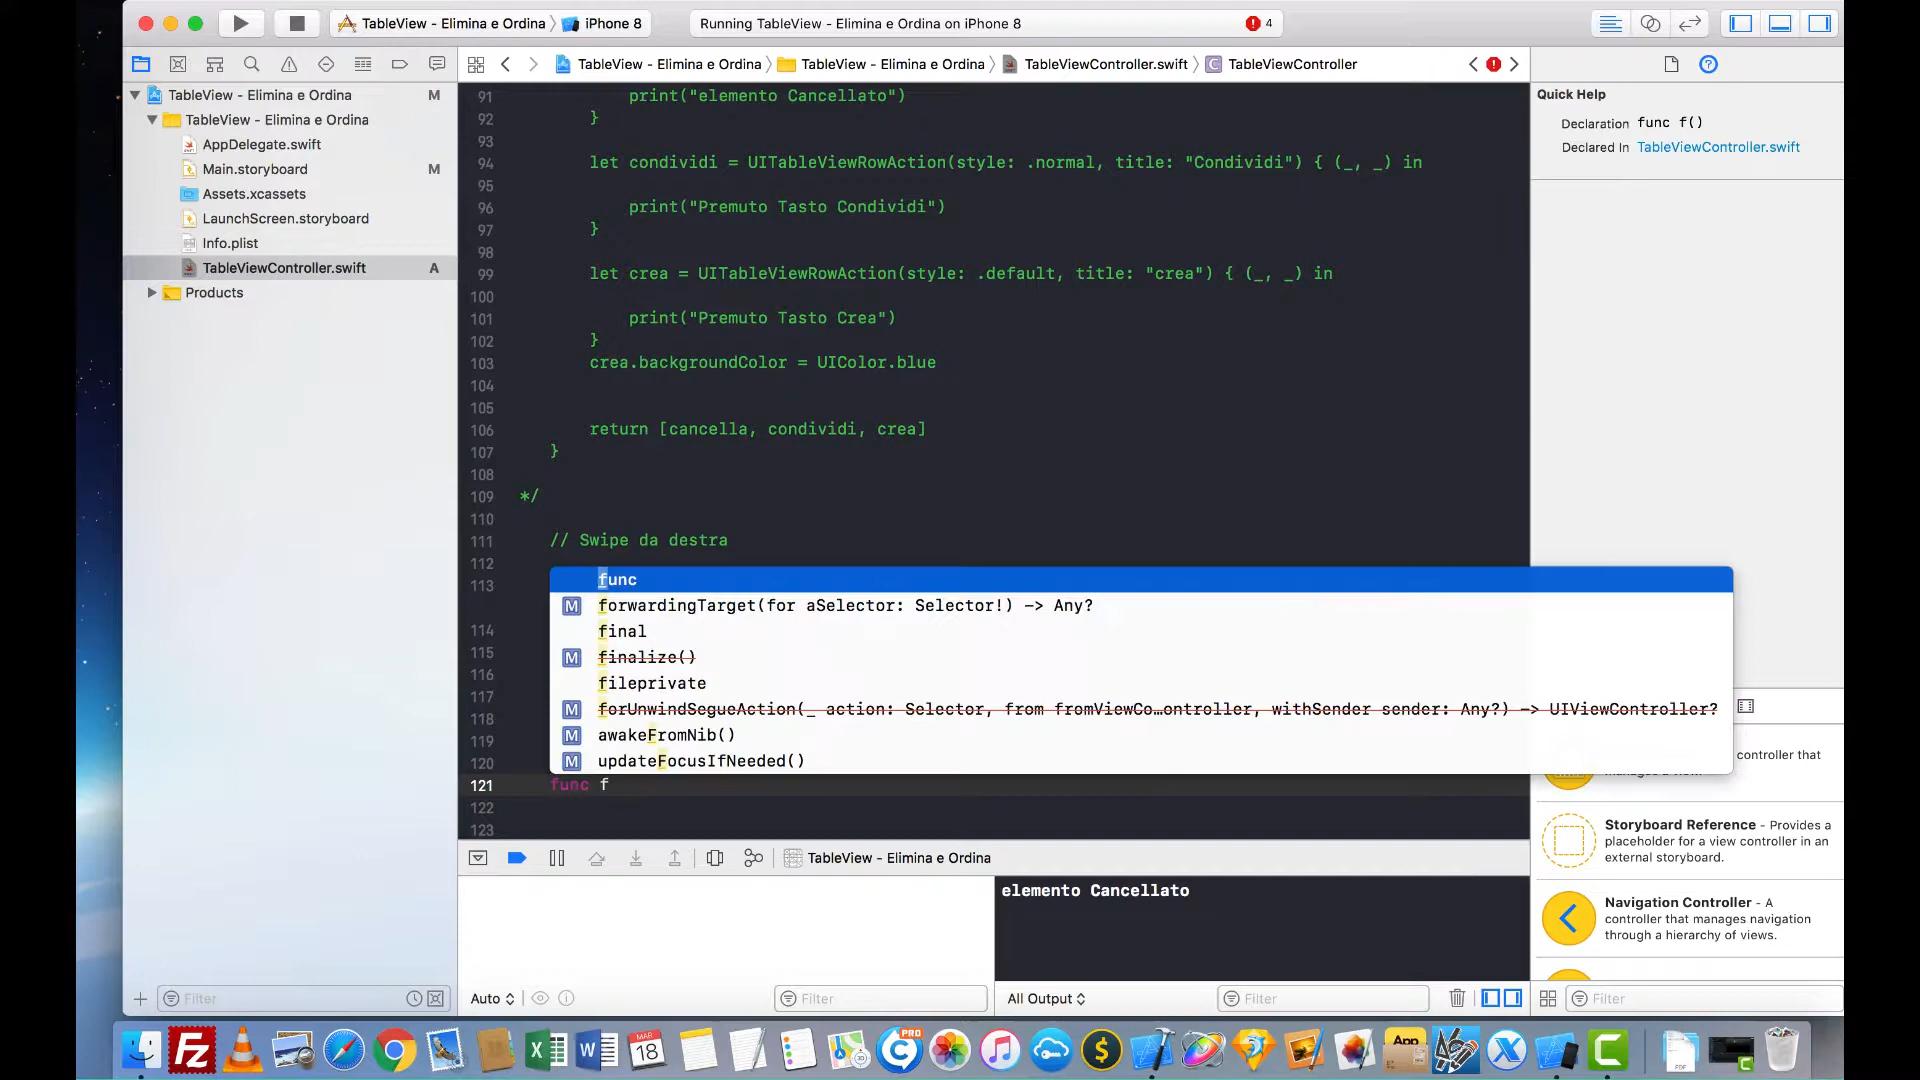 TableView - Elimina e Ordina
iPhone 8
Running TableView - Elimina e Ordina on iPhone 8
4
TableView - Elimina e Ordina
TableView - Elimina e Ordina
TableViewController.swift
C
TableViewController
TableView - Elimina e Ordina
M
TableView - Elimina e Ordina
AppDelegate.swift
Main.storyboard
M
Assets.xcassets
LaunchScreen.storyboard
Info.plist
TableViewController.swift
A
Products
91 print("elemento Cancellato")
92 }
93
94 let condividi = UITableViewRowAction(style: .normal, title: "Condividi") { (_, _) in
95
96 print("Premuto Tasto Condividi")
97 }
98
99 let crea = UITableViewRowAction(style: .default, title: "crea") { (_, _) in
100
101 print("Premuto Tasto Crea")
102 }
103 crea.backgroundColor = UIColor.blue
104
105
106 return [cancella, condividi, crea]
107 }
108
109 */
110
111 // Swipe da destra
112
113
114
115
116
117
118
119
120
121 func f
122
123
func
M forwardingTarget(for aSelector: Selector!) -> Any?
final
M finalize()
fileprivate
M forUnwindSegueAction(_ action: Selector, from fromViewCo…ontroller, withSender sender: Any?) -> UIViewController?
M awakeFromNib()
M updateFocusIfNeeded()
Quick Help
Declaration func f()
Declared In TableViewController.swift
controller that
Storyboard Reference - Provides a
placeholder for a view controller in an
external storyboard.
Navigation Controller - A
controller that manages navigation
through a hierarchy of views.
TableView - Elimina e Ordina
elemento Cancellato
Filter
Auto
Filter
All Output
Filter
Filter
Fz
MAR
18
PRO
App
PDF